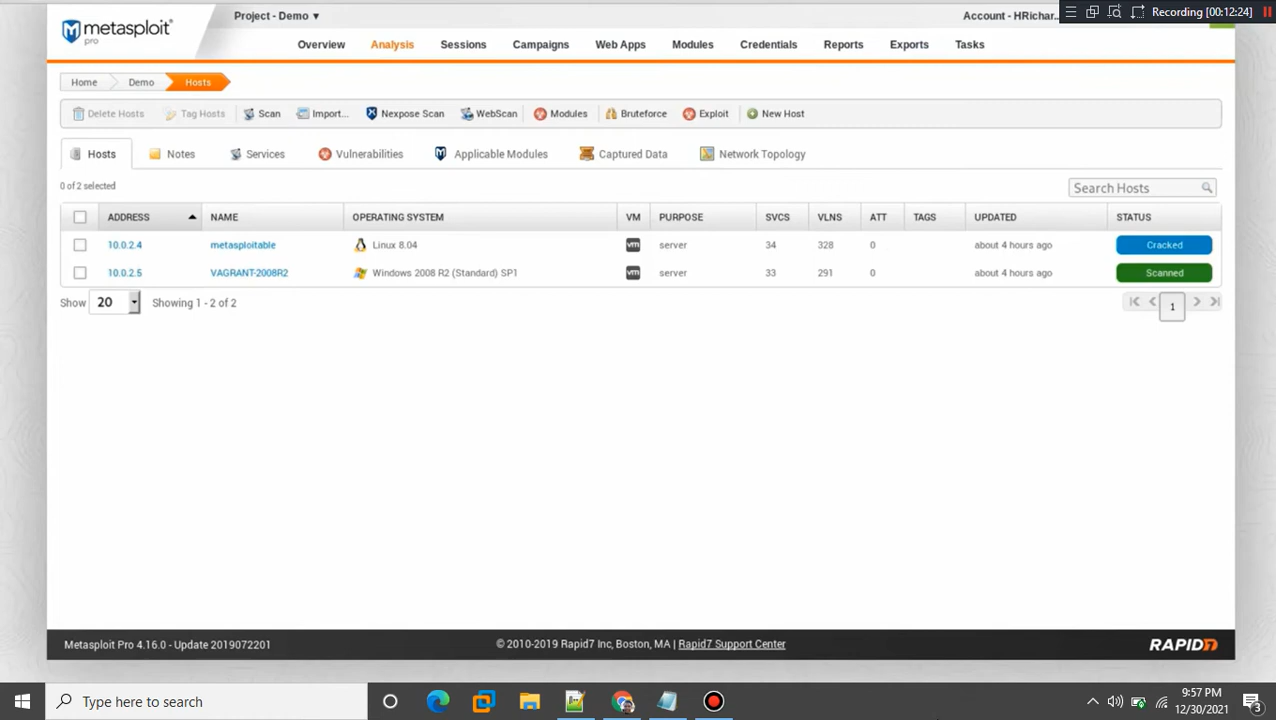 metasploit
pro
Project - Demo ▼
Account - HRichar...
Recording [00:12:24]
Overview Analysis Sessions Campaigns Web Apps Modules Credentials Reports Exports Tasks
Home Demo Hosts
Delete Hosts Tag Hosts Scan Import... Nexpose Scan WebScan Modules Bruteforce Exploit New Host
Hosts Notes Services Vulnerabilities Applicable Modules Captured Data Network Topology
0 of 2 selected
Search Hosts
ADDRESS NAME OPERATING SYSTEM VM PURPOSE SVCS VLNS ATT TAGS UPDATED STATUS
10.0.2.4 metasploitable Linux 8.04 vm server 34 328 0 about 4 hours ago Cracked
10.0.2.5 VAGRANT-2008R2 Windows 2008 R2 (Standard) SP1 vm server 33 291 0 about 4 hours ago Scanned
Show 20 Showing 1 - 2 of 2
1
Metasploit Pro 4.16.0 - Update 2019072201
© 2010-2019 Rapid7 Inc, Boston, MA | Rapid7 Support Center
RAPID7
Type here to search
9:57 PM
12/30/2021
3